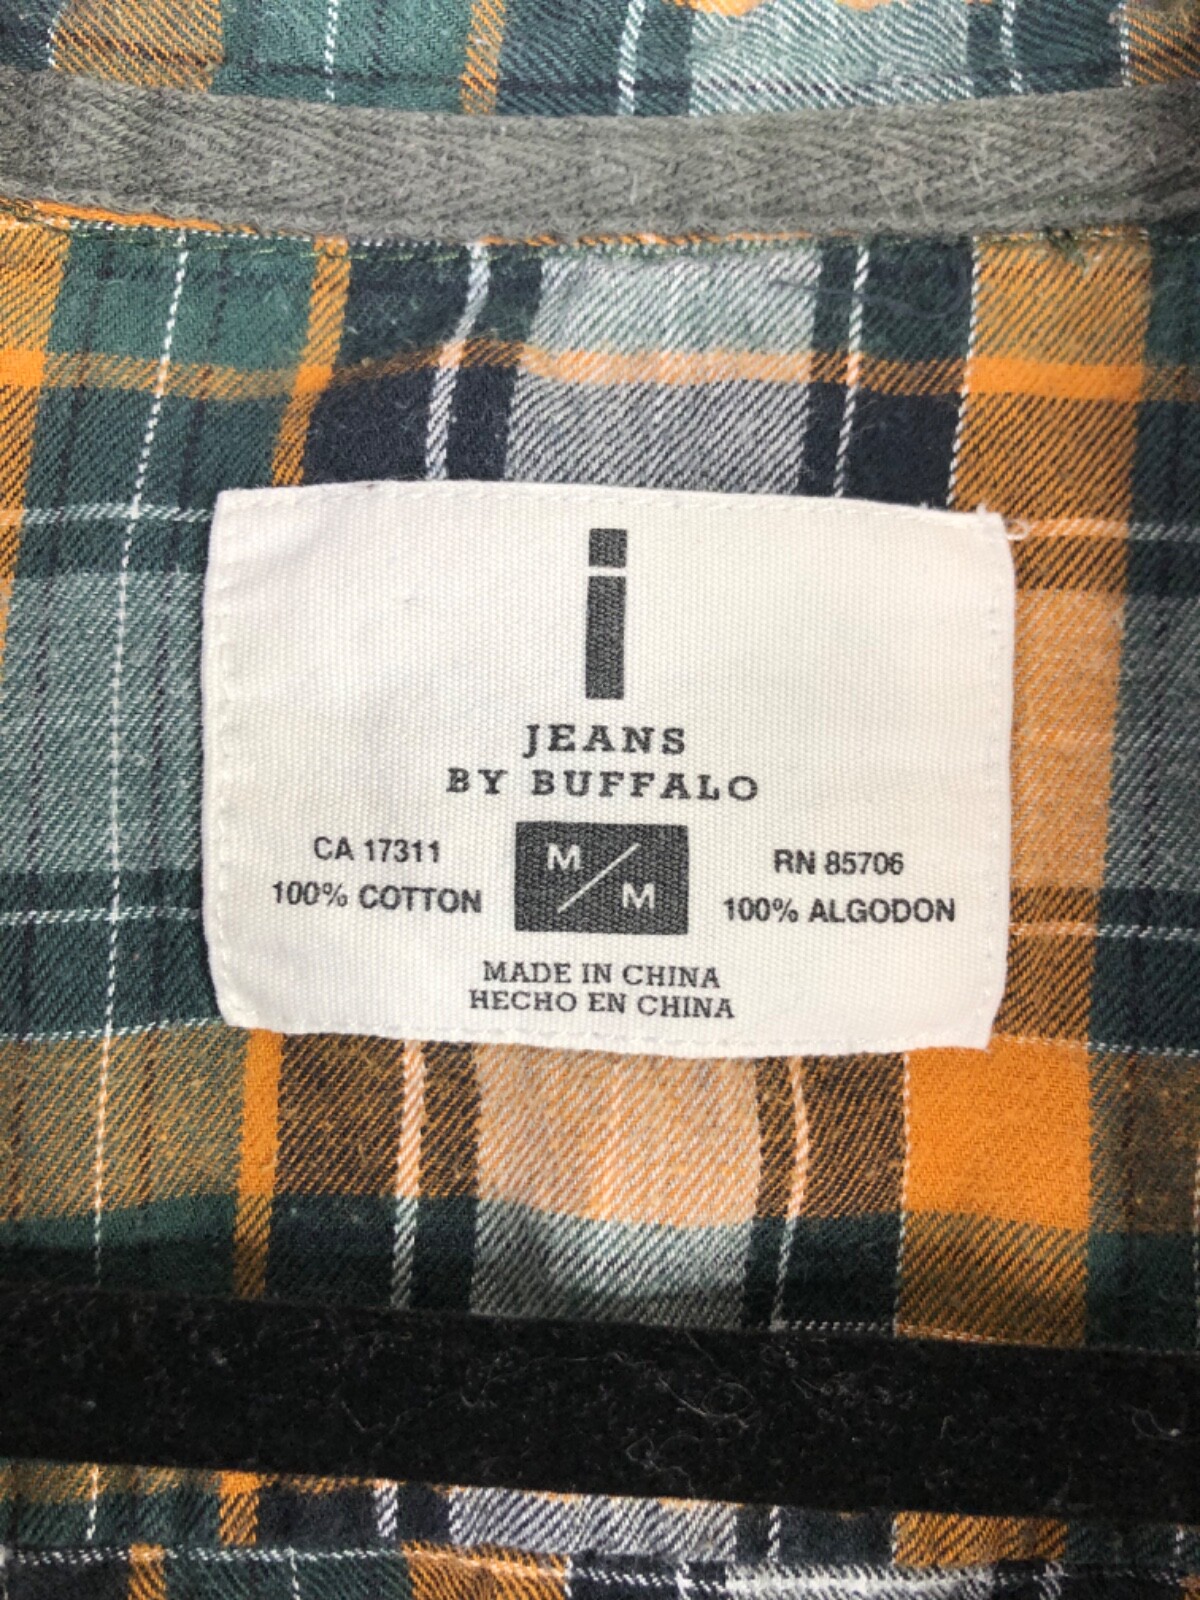 i
JEANS
BY BUFFALO
CA 17311
100% COTTON
M/M
RN 85706
100% ALGODON
MADE IN CHINA
HECHO EN CHINA